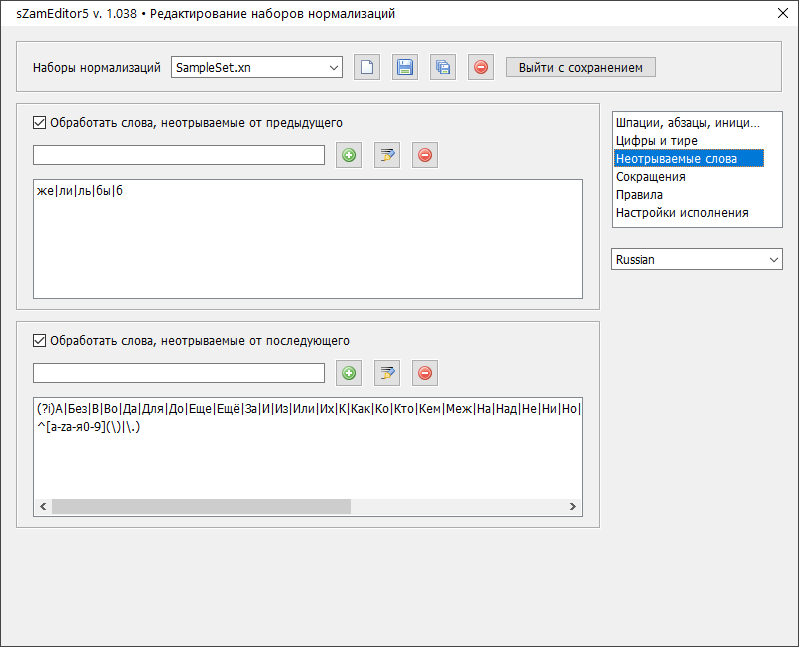 sZamEditor5 v. 1.038 • Редактирование наборов нормализаций
Наборы нормализаций SampleSet.xn Выйти с сохранением
Обработать слова, неотрываемые от предыдущего
же|ли|ль|бы|б
Обработать слова, неотрываемые от последующего
(?i)А|Без|В|Во|Да|Для|До|Еще|Ещё|За|И|Из|Или|Их|К|Как|Ко|Кто|Кем|Меж|На|Над|Не|Ни|Но|
^[a-zа-я0-9](\)|\.)
Шпации, абзацы, иници...
Цифры и тире
Неотрываемые слова
Сокращения
Правила
Настройки исполнения
Russian